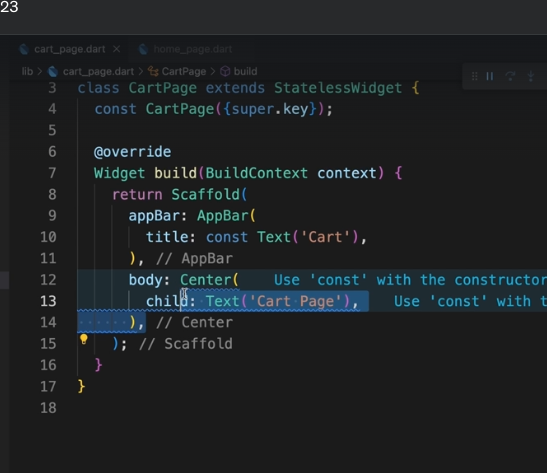 23
cart_page.dart × home_page.dart
lib > cart_page.dart > CartPage > build
3 class CartPage extends StatelessWidget {
4 const CartPage({super.key});
5
6 @override
7 Widget build(BuildContext context) {
8 return Scaffold(
9 appBar: AppBar(
10 title: const Text('Cart'),
11 ), // AppBar
12 body: Center( Use 'const' with the constructor
13 child: Text('Cart Page'), Use 'const' with t
14 ), // Center
15 ); // Scaffold
16 }
17 }
18